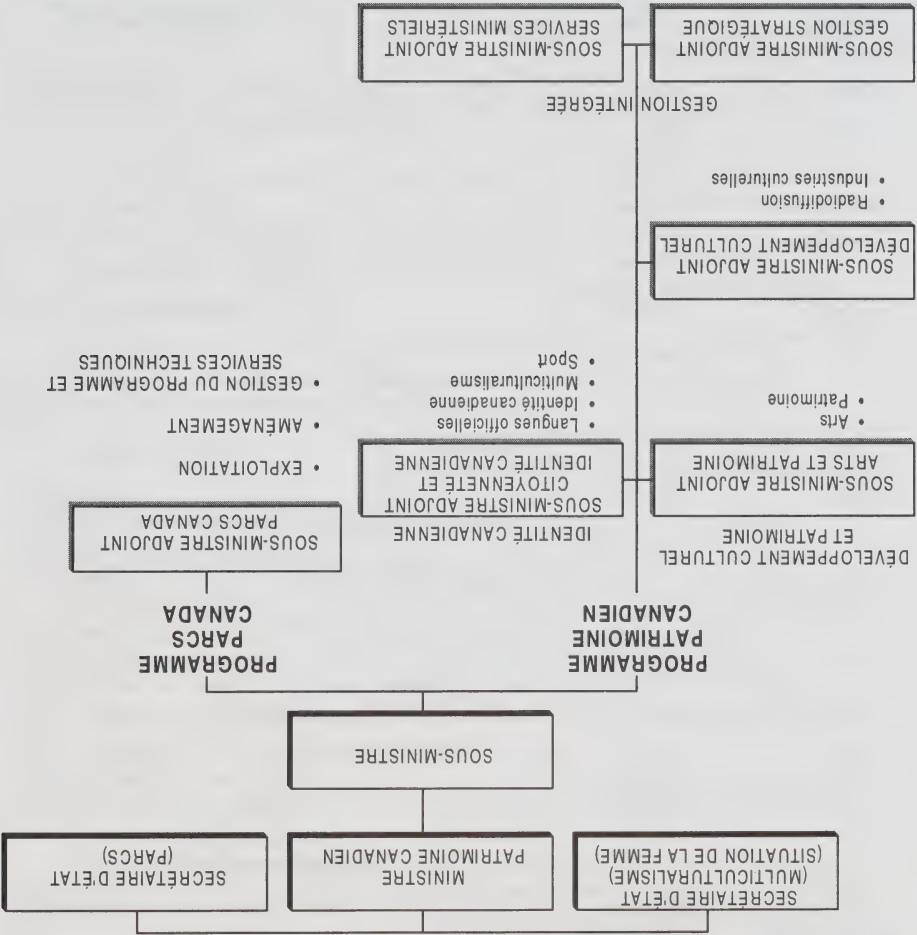 SECRÉTAIRE D'ÉTAT
(MULTICULTURALISME)
(SITUATION DE LA FEMME)
MINISTRE
PATRIMOINE CANADIEN
SECRÉTAIRE D'ÉTAT
(PARCS)
SOUS-MINISTRE
PROGRAMME
PATRIMOINE
CANADIEN
PROGRAMME
PARCS
CANADA
DÉVELOPPEMENT CULTUREL
ET PATRIMOINE
SOUS-MINISTRE ADJOINT
ARTS ET PATRIMOINE
• Arts
• Patrimoine
IDENTITÉ CANADIENNE
SOUS-MINISTRE ADJOINT
CITOYENNETÉ ET
IDENTITÉ CANADIENNE
• Langues officielles
• Identité canadienne
• Multiculturalisme
• Sport
SOUS-MINISTRE ADJOINT
PARCS CANADA
• EXPLOITATION
• AMÉNAGEMENT
• GESTION DU PROGRAMME ET
SERVICES TECHNIQUES
SOUS-MINISTRE ADJOINT
DÉVELOPPEMENT CULTUREL
• Radiodiffusion
• Industries culturelles
GESTION INTÉGRÉE
SOUS-MINISTRE ADJOINT
GESTION STRATÉGIQUE
SOUS-MINISTRE ADJOINT
SERVICES MINISTÉRIELS